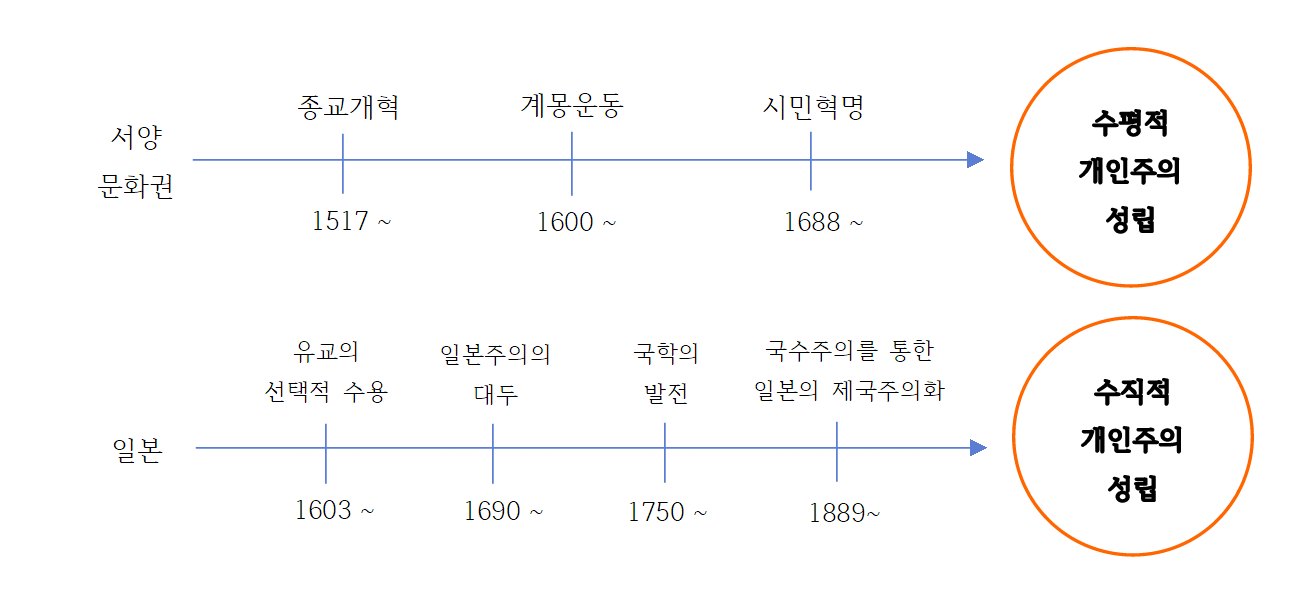 서양
문화권
종교개혁
계몽운동
시민혁명
1517 ~
1600 ~
1688 ~
수평적
개인주의
성립
일본
유교의
선택적 수용
일본주의의
대두
국학의
발전
국수주의를 통한
일본의 제국주의화
1603 ~
1690 ~
1750 ~
1889~
수직적
개인주의
성립